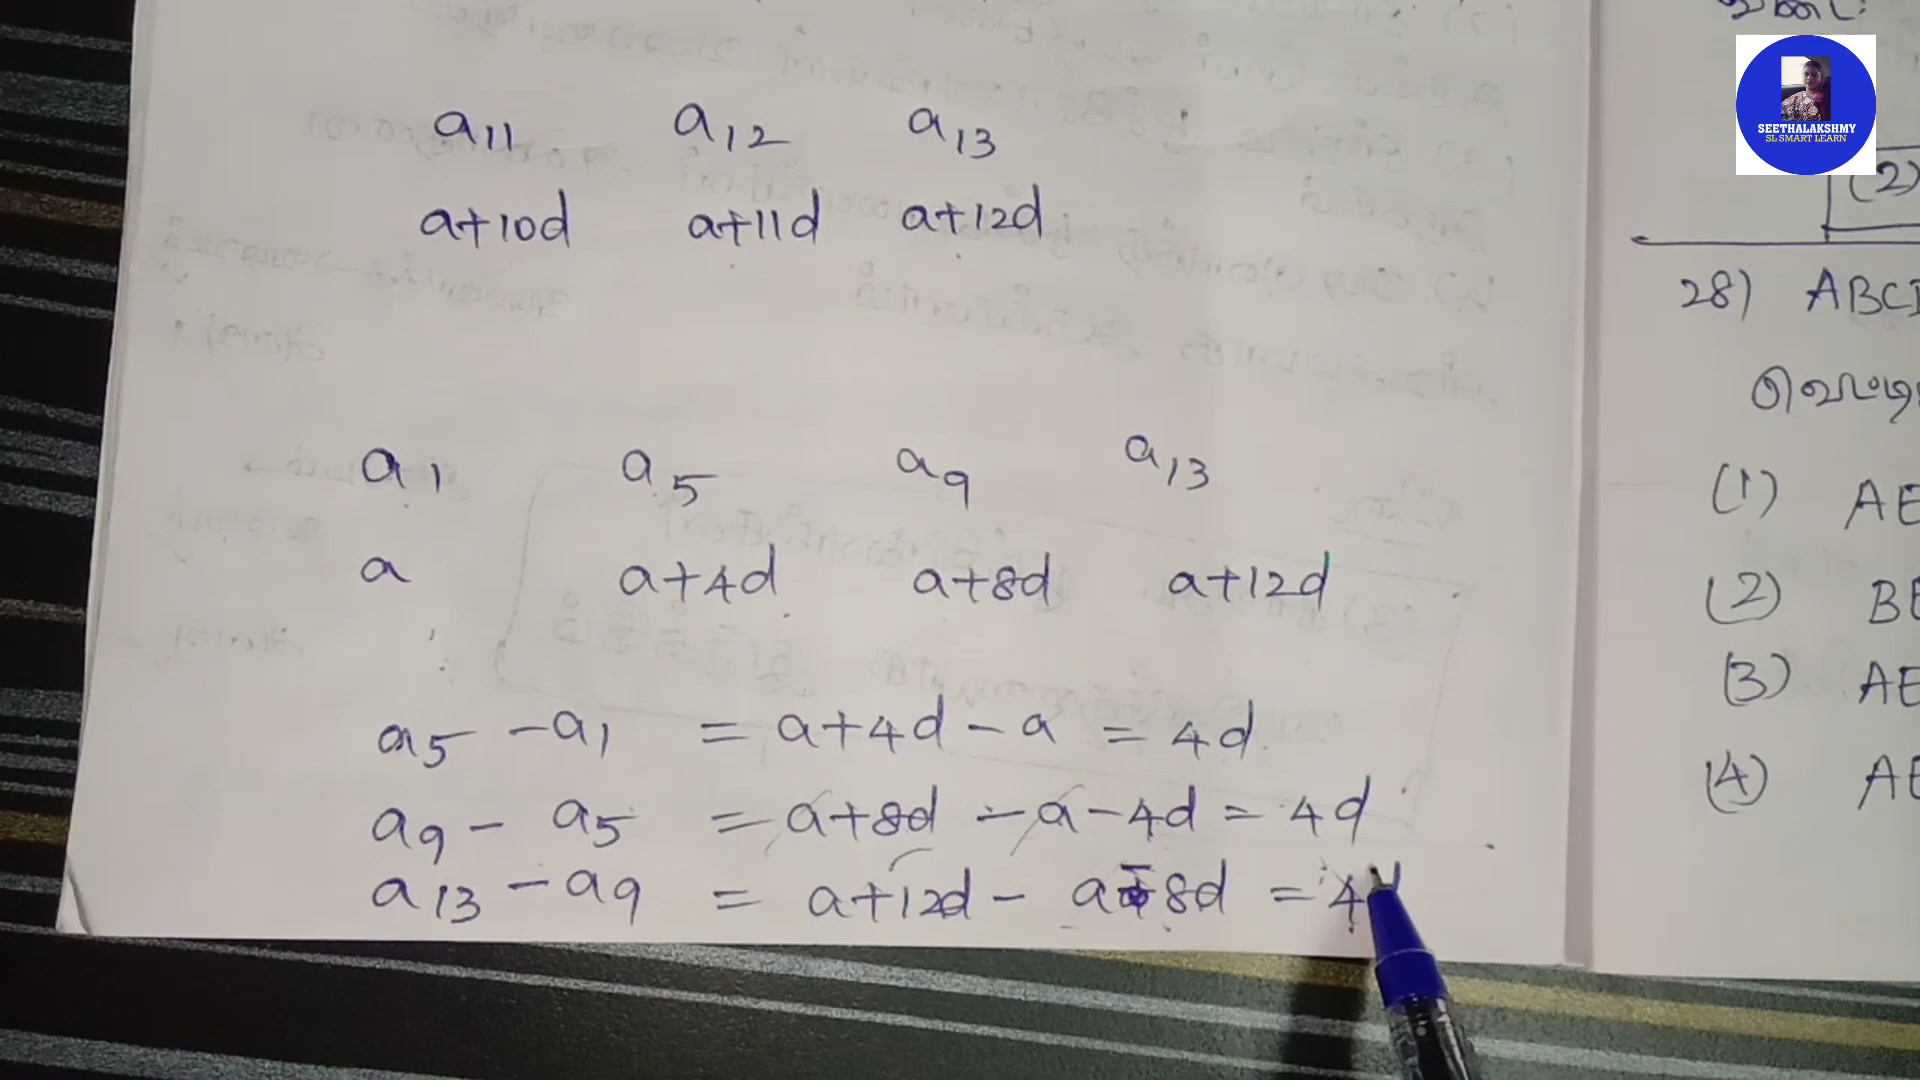 a11 a12 a13
a+10d a+11d a+12d
a1 a5 a9 a13
a a+4d a+8d a+12d
a5 - a1 = a+4d - a = 4d
a9 - a5 = a+8d - a - 4d = 4d
a13 - a9 = a+12d - a - 8d = 4d
SEETHALAKSHMY
SL SMART LEARN
(2)
28) ABCD
(1) AE
(2) BE
(3) AE
(4) AE